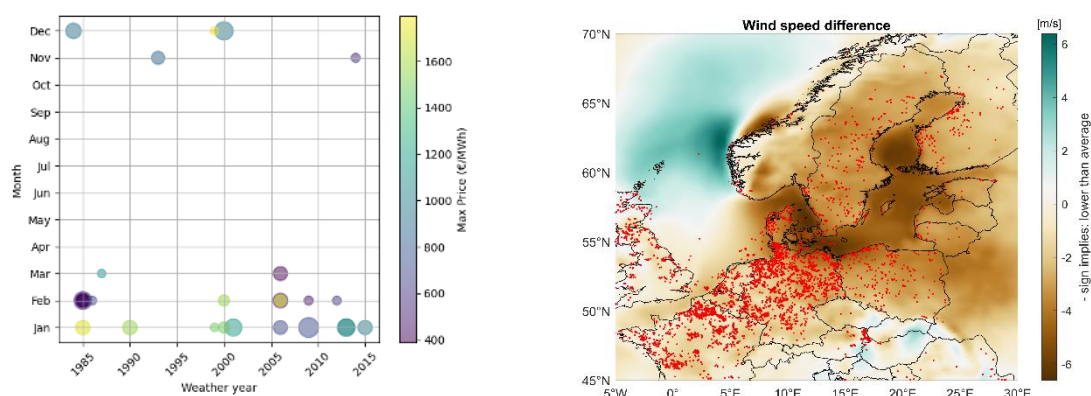 Dec
Nov
Oct
Sep
Aug
Jul
Jun
May
Apr
Mar
Feb
Jan
Month
1985
1990
1995
2000
2005
2010
2015
Weather year
1600
1400
1200
1000
800
600
400
Max Price (€/MWh)
Wind speed difference
70°N
65°N
60°N
55°N
50°N
45°N
5°W
0°
5°E
10°E
15°E
20°E
25°E
30°E
[m/s]
6
4
2
0
-2
-4
-6
- sign implies: lower than average